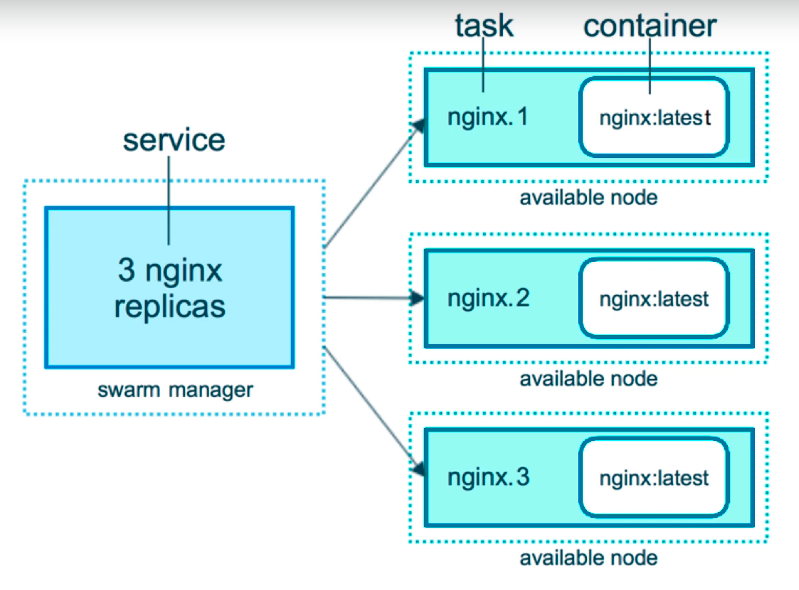 task
container
service
3 nginx
replicas
swarm manager
nginx.1
nginx:latest
available node
nginx.2
nginx:latest
available node
nginx.3
nginx:latest
available node